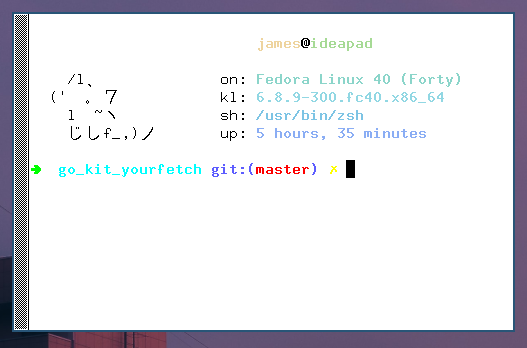 james@ideapad
/l、 on: Fedora Linux 40 (Forty)
(ﾞ 。 7 kl: 6.8.9-300.fc40.x86_64
l ~ヽ sh: /usr/bin/zsh
じしf_,)ノ up: 5 hours, 35 minutes
➜ go_kit_yourfetch git:(master) ✗